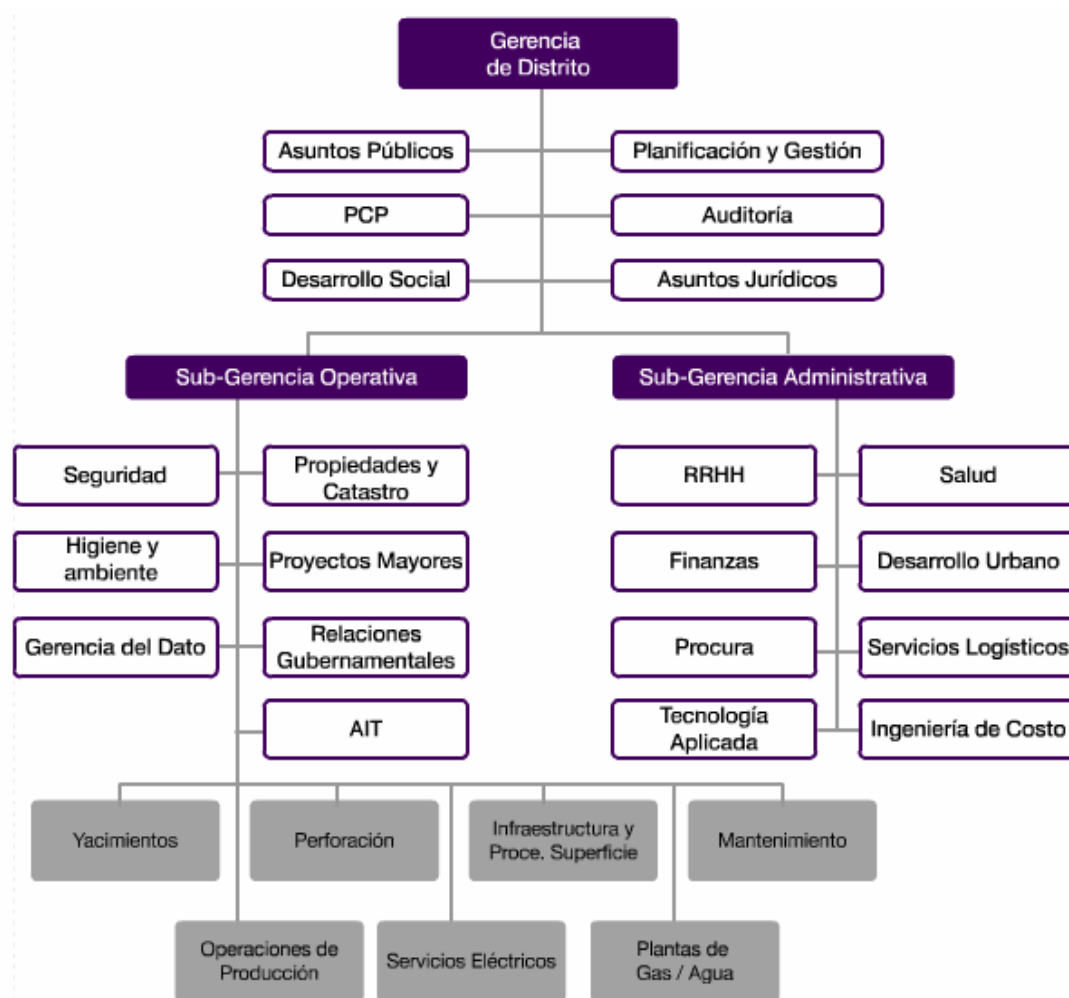 Gerencia
de Distrito
Asuntos Públicos
Planificación y Gestión
PCP
Auditoría
Desarrollo Social
Asuntos Jurídicos
Sub-Gerencia Operativa
Sub-Gerencia Administrativa
Seguridad
Propiedades y
Catastro
RRHH
Salud
Higiene y
ambiente
Proyectos Mayores
Finanzas
Desarrollo Urbano
Gerencia del Dato
Relaciones
Gubernamentales
Procura
Servicios Logísticos
AIT
Tecnología
Aplicada
Ingeniería de Costo
Yacimientos
Perforación
Infraestructura y
Proce. Superficie
Mantenimiento
Operaciones de
Producción
Servicios Eléctricos
Plantas de
Gas / Agua